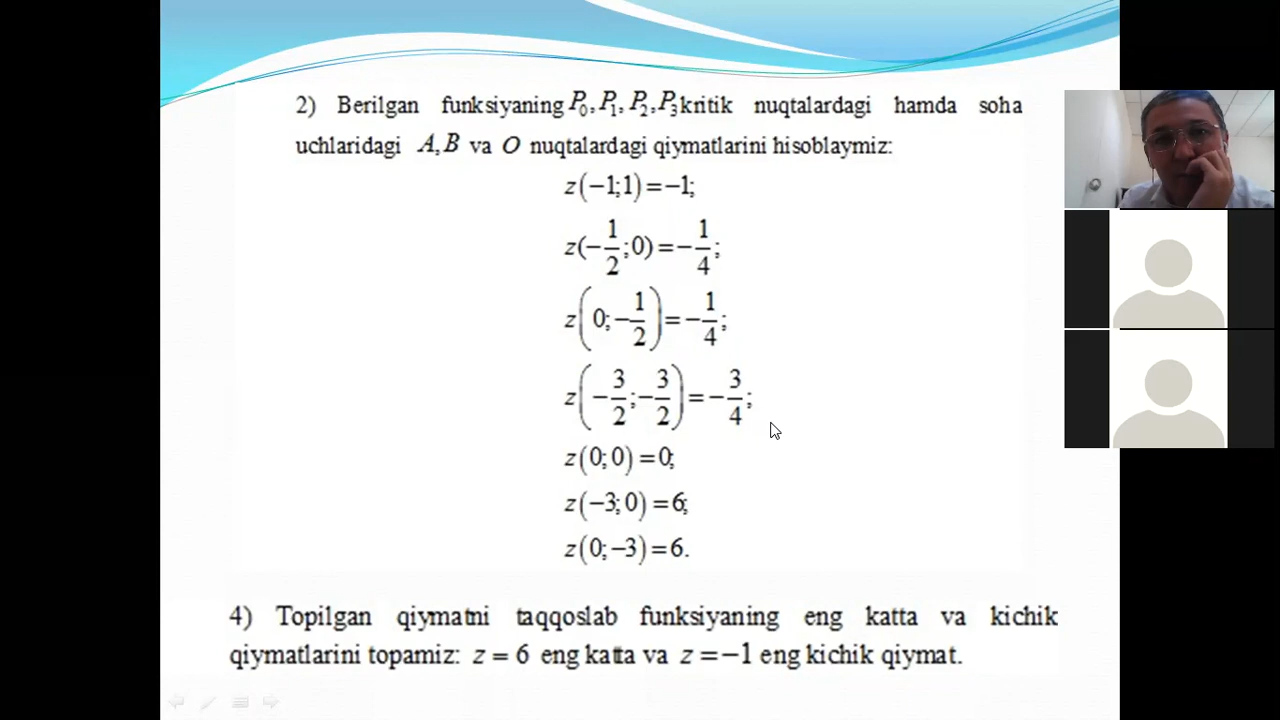 2) Berilgan funksiyaning P₀, P₁, P₂, P₃ kritik nuqtalardagi hamda soha
uchlaridagi A, B va O nuqtalardagi qiymatlarini hisoblaymiz:
z(−1;1)=−1;
z(−1/2;0)=−1/4;
z(0;−1/2)=−1/4;
z(−3/2;−3/2)=−3/4;
z(0;0)=0;
z(−3;0)=6;
z(0;−3)=6.
4) Topilgan qiymatni taqqoslab funksiyaning eng katta va kichik
qiymatlarini topamiz: z = 6 eng katta va z =−1 eng kichik qiymat.